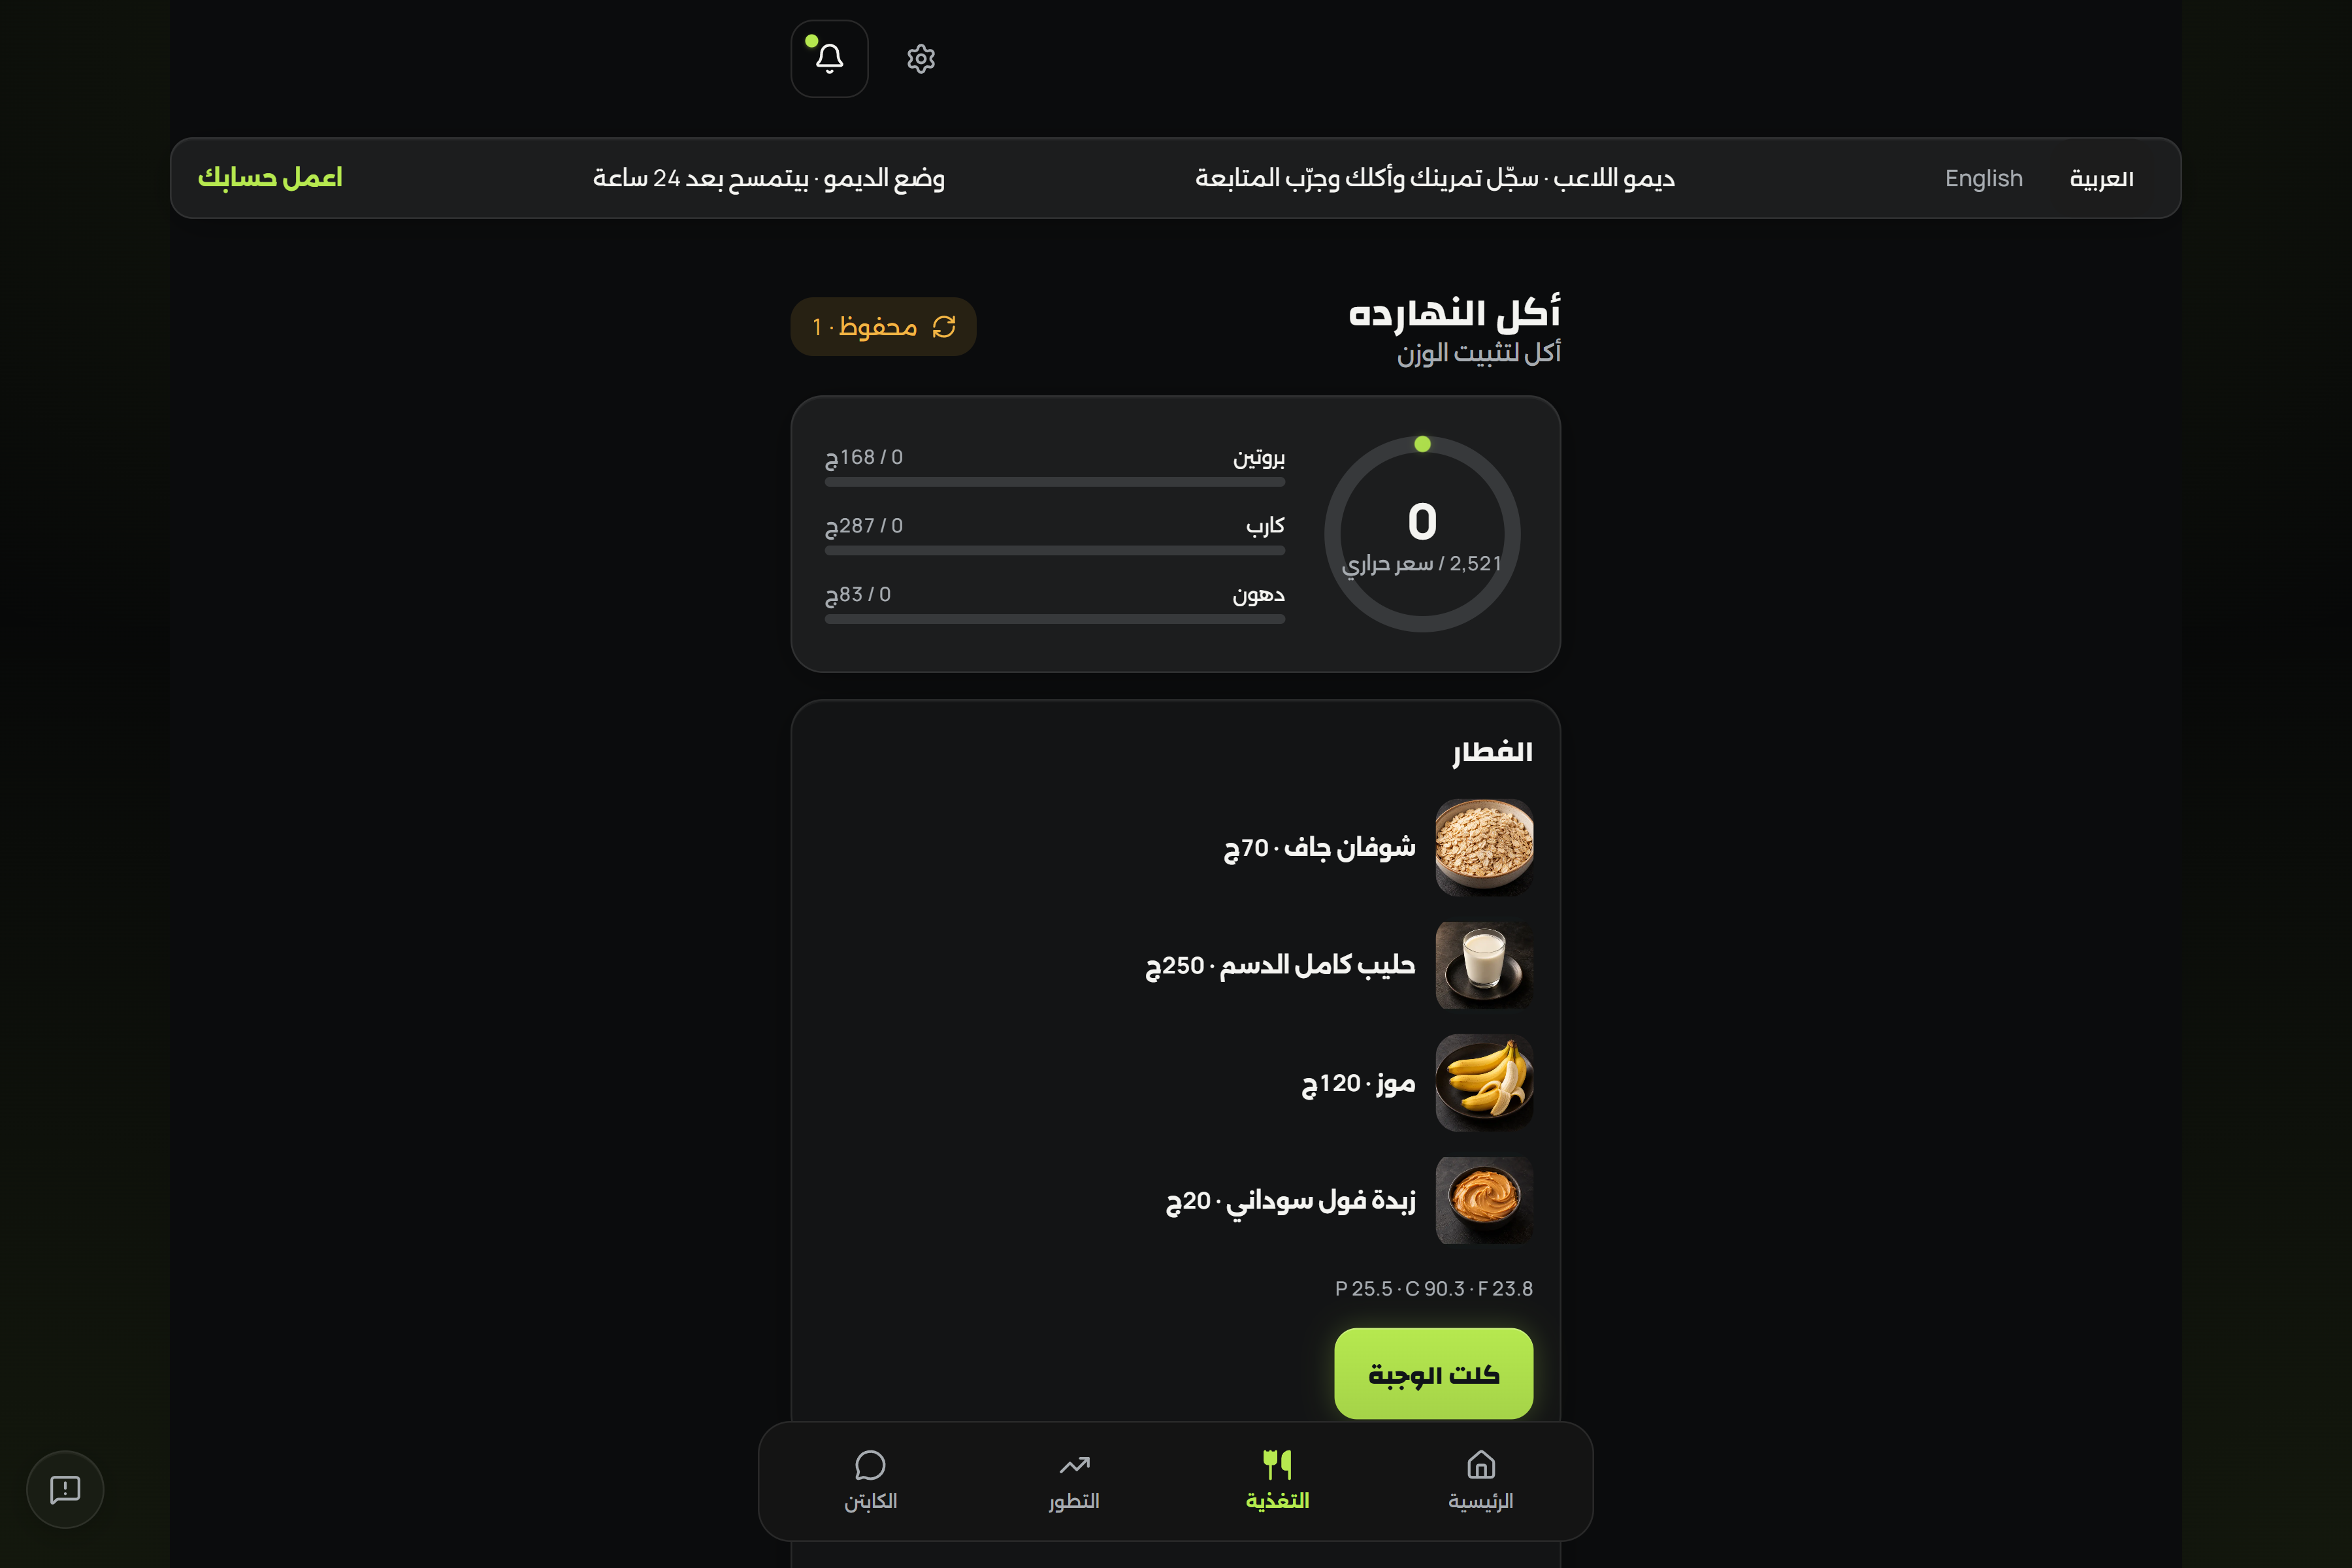 العربية
English
ديمو اللاعب · سجّل تمرينك وأكلك وجرّب المتابعة
وضع الديمو · بيتمسح بعد 24 ساعة
اعمل حسابك
أكل النهارده
أكل لتثبيت الوزن
محفوظ · 1
0
2,521 / سعر حراري
بروتين
0 / 168ج
كارب
0 / 287ج
دهون
0 / 83ج
الفطار
شوفان جاف · 70ج
حليب كامل الدسم · 250ج
موز · 120ج
زبدة فول سوداني · 20ج
P 25.5 · C 90.3 · F 23.8
كلت الوجبة
الرئيسية
التغذية
التطور
الكابتن